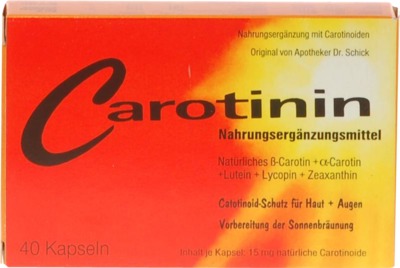 Nahrungsergänzung mit Carotinoiden
Original von Apotheker Dr. Schick
Carotinin
Nahrungsergänzungsmittel
Natürliches ß-Carotin + α-Carotin
+Lutein + Lycopin + Zeaxanthin
Carotinoid-Schutz für Haut + Augen
Vorbereitung der Sonnenbräunung
40 Kapseln
Inhalt je Kapsel: 15 mg natürliche Carotinoide